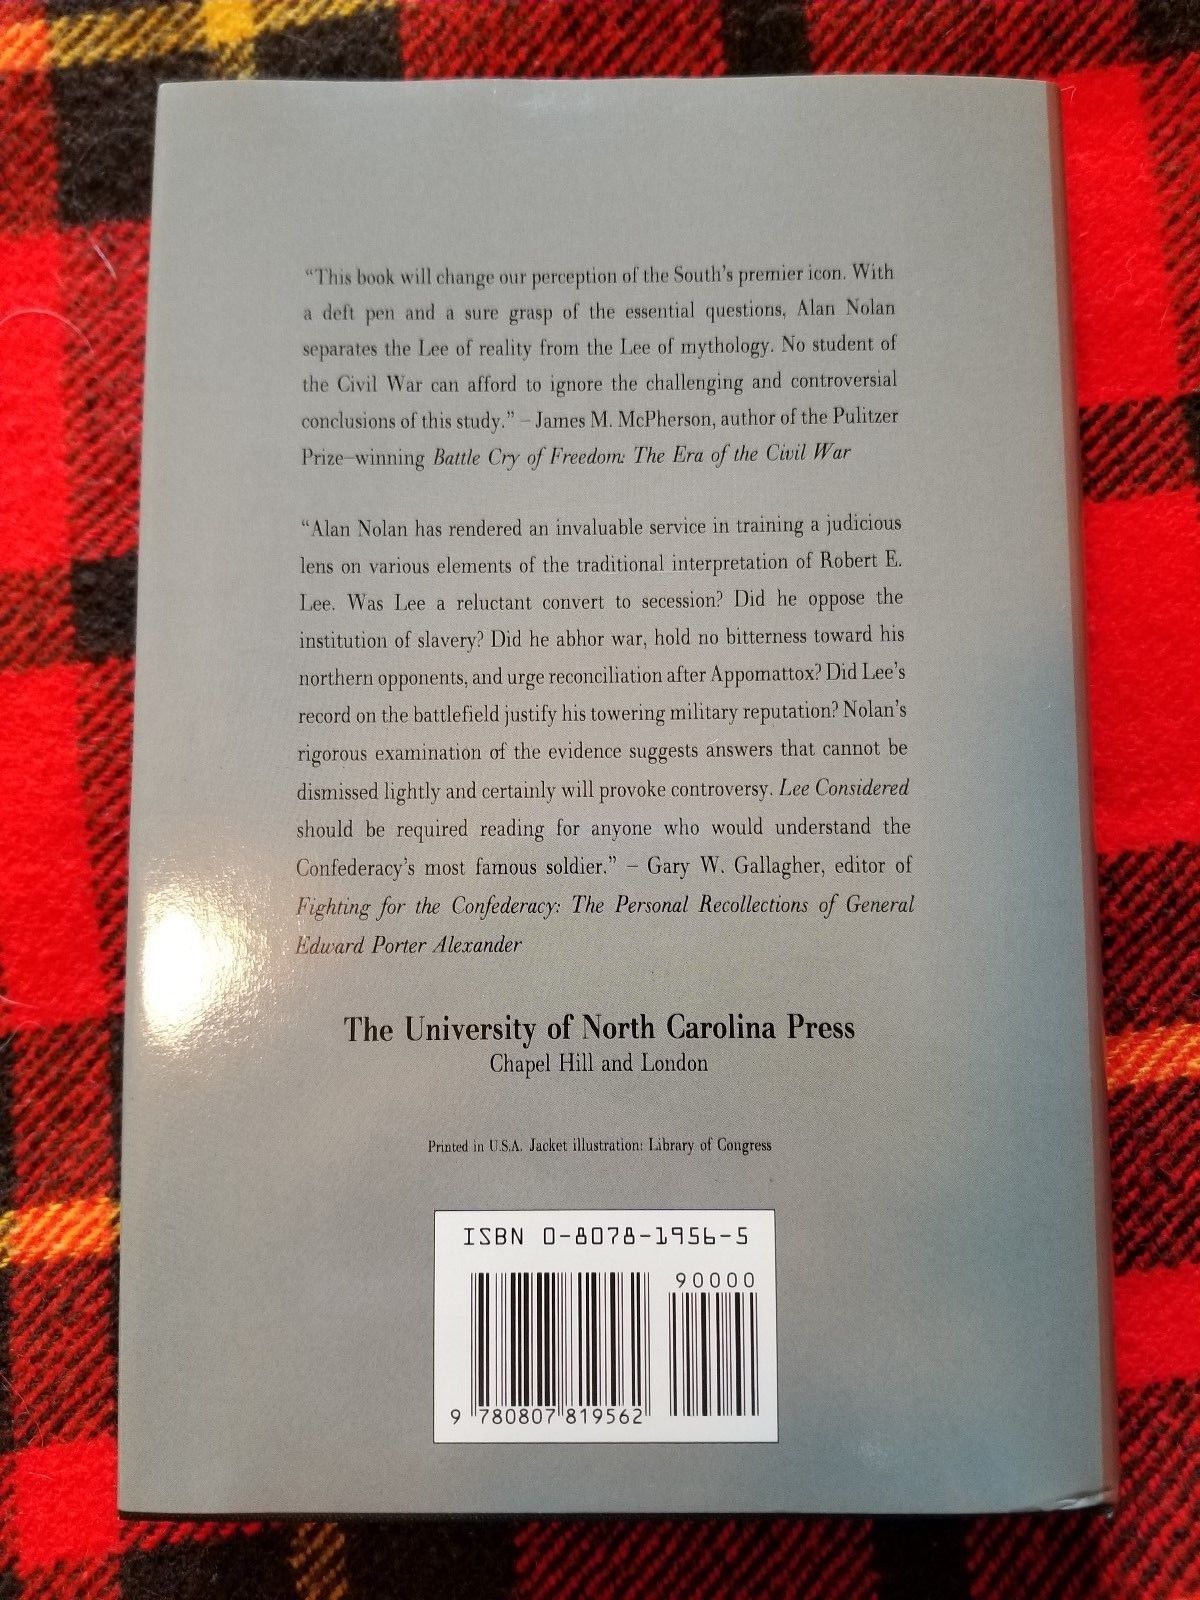 “This book will change our perception of the South’s premier icon. With
a deft pen and a sure grasp of the essential questions, Alan Nolan
separates the Lee of reality from the Lee of mythology. No student of
the Civil War can afford to ignore the challenging and controversial
conclusions of this study.” – James M. McPherson, author of the Pulitzer
Prize–winning Battle Cry of Freedom: The Era of the Civil War
“Alan Nolan has rendered an invaluable service in training a judicious
lens on various elements of the traditional interpretation of Robert E.
Lee. Was Lee a reluctant convert to secession? Did he oppose the
institution of slavery? Did he abhor war, hold no bitterness toward his
northern opponents, and urge reconciliation after Appomattox? Did Lee’s
record on the battlefield justify his towering military reputation? Nolan’s
rigorous examination of the evidence suggests answers that cannot be
dismissed lightly and certainly will provoke controversy. Lee Considered
should be required reading for anyone who would understand the
Confederacy’s most famous soldier.” – Gary W. Gallagher, editor of
Fighting for the Confederacy: The Personal Recollections of General
Edward Porter Alexander
The University of North Carolina Press
Chapel Hill and London
Printed in U.S.A. Jacket illustration: Library of Congress
ISBN 0-8078-1956-5
90000
9 780807 819562